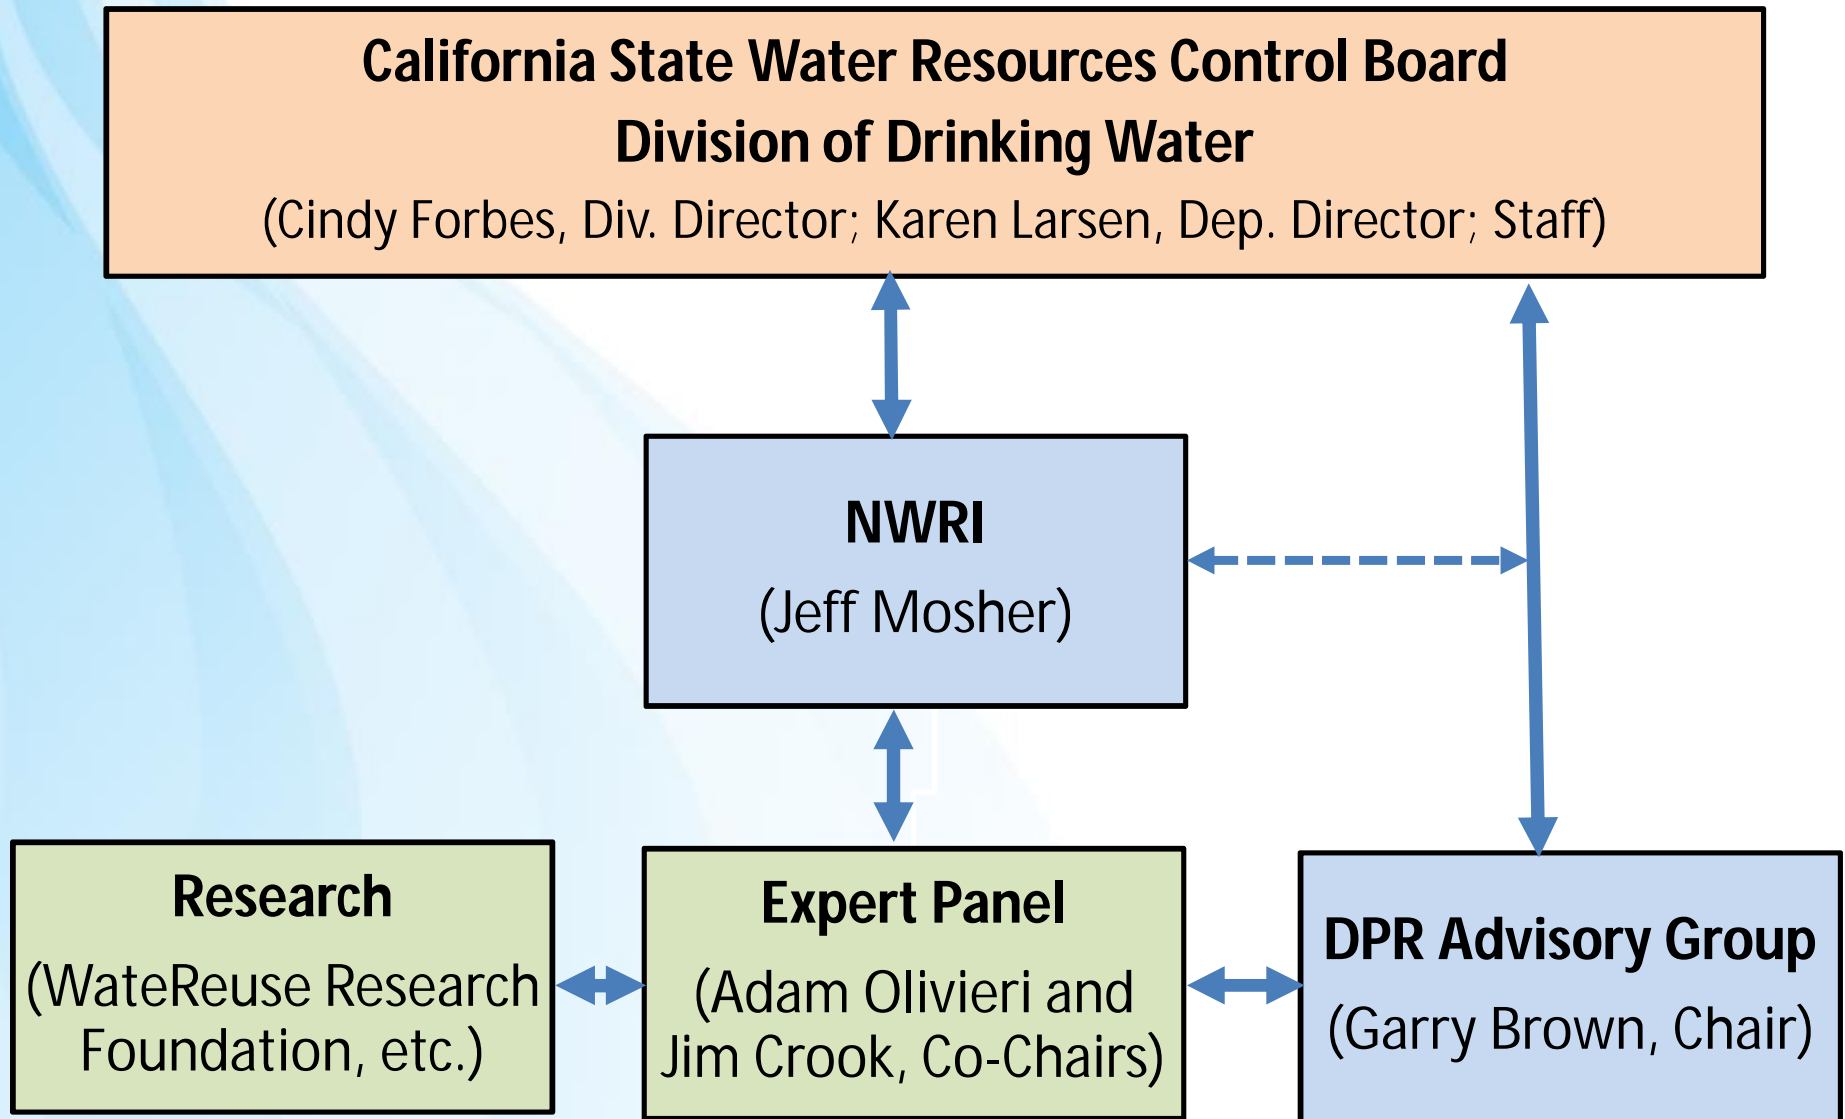 California State Water Resources Control Board
Division of Drinking Water
(Cindy Forbes, Div. Director; Karen Larsen, Dep. Director; Staff)
NWRI
(Jeff Mosher)
Research
(WateReuse Research
Foundation, etc.)
Expert Panel
(Adam Olivieri and
Jim Crook, Co-Chairs)
DPR Advisory Group
(Garry Brown, Chair)